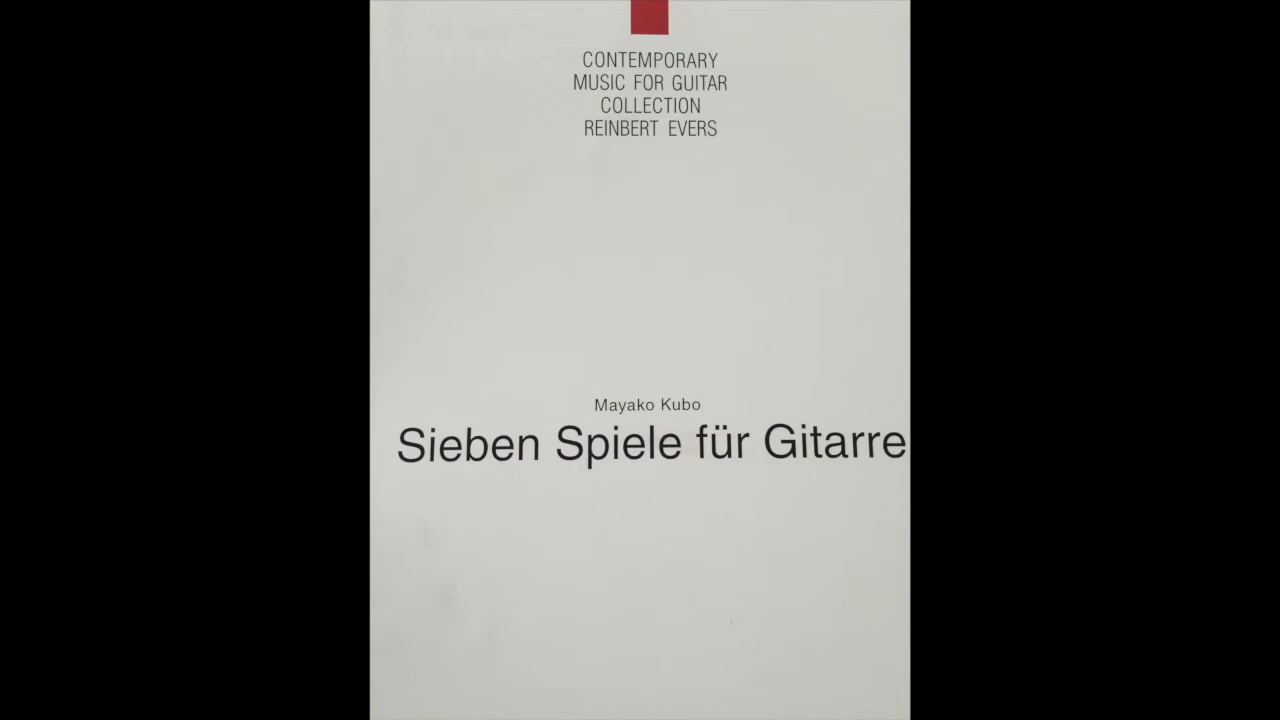 CONTEMPORARY
MUSIC FOR GUITAR
COLLECTION
REINBERT EVERS
Mayako Kubo
Sieben Spiele für Gitarre